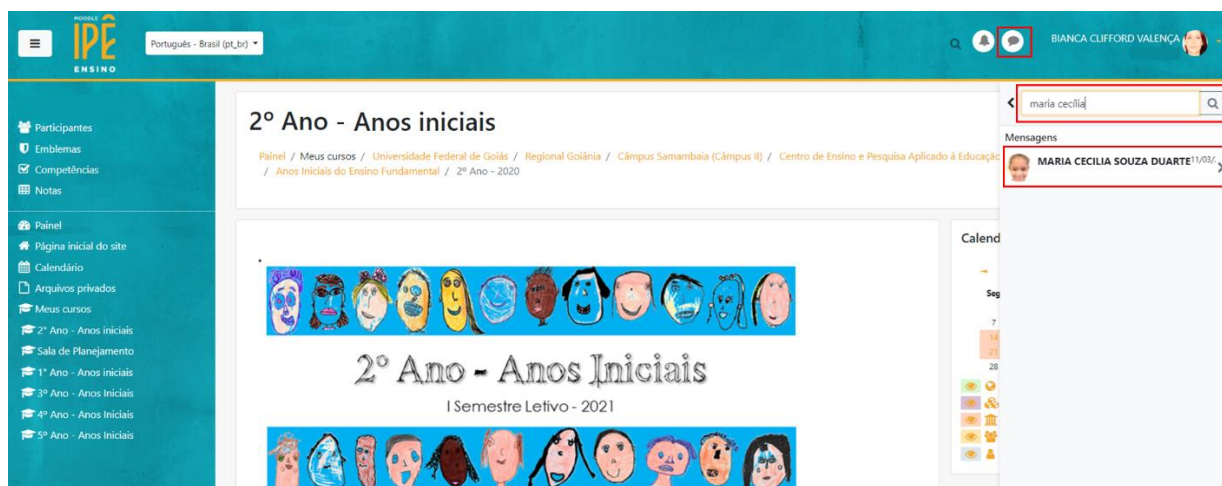 MOODLE
IPÊ
ENSINO
Português - Brasil (pt_br)
BIANCA CLIFFORD VALENÇA
Participantes
Emblemas
Competências
Notas
Painel
Página inicial do site
Calendário
Arquivos privados
Meus cursos
2º Ano - Anos iniciais
Sala de Planejamento
1º Ano - Anos iniciais
3º Ano - Anos Iniciais
4º Ano - Anos Iniciais
5º Ano - Anos Iniciais
2º Ano - Anos iniciais
Painel / Meus cursos / Universidade Federal de Goiás / Regional Goiânia / Câmpus Samambaia (Câmpus II) / Centro de Ensino e Pesquisa Aplicado à Educação
/ Anos Iniciais do Ensino Fundamental / 2º Ano - 2020
2º Ano - Anos Iniciais
I Semestre Letivo - 2021
Calend
Seg
7
14
21
28
maria cecília
Mensagens
MARIA CECILIA SOUZA DUARTE 11/03/